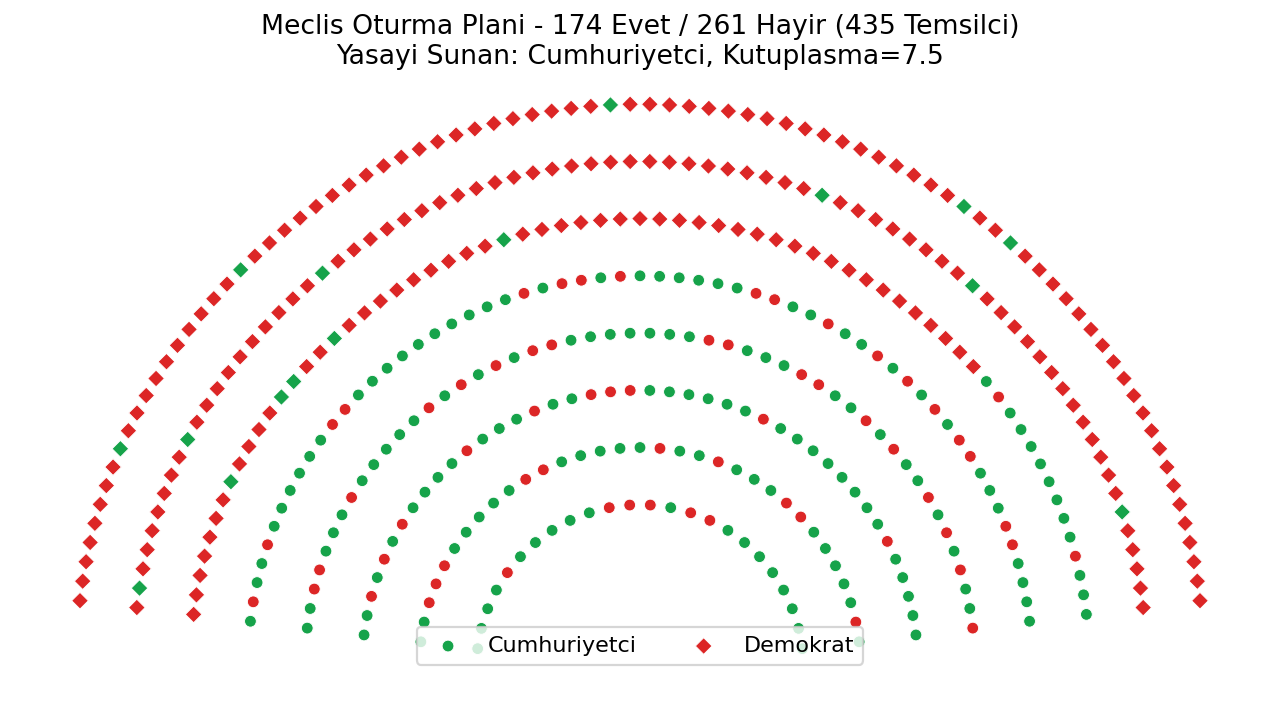 Meclis Oturma Plani - 174 Evet / 261 Hayir (435 Temsilci)
Yasayi Sunan: Cumhuriyetci, Kutuplasma=7.5
Cumhuriyetci
Demokrat